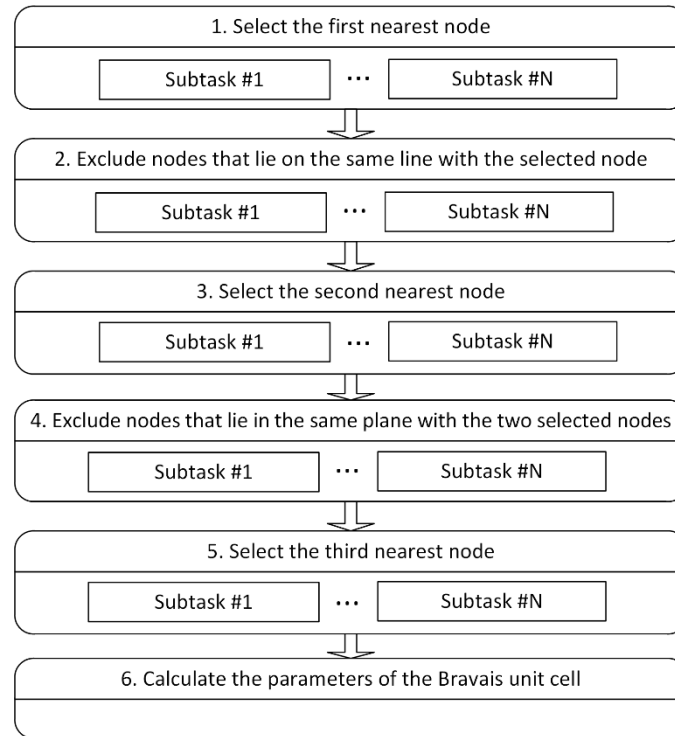 1. Select the first nearest node
Subtask #1 ... Subtask #N
2. Exclude nodes that lie on the same line with the selected node
Subtask #1 ... Subtask #N
3. Select the second nearest node
Subtask #1 ... Subtask #N
4. Exclude nodes that lie in the same plane with the two selected nodes
Subtask #1 ... Subtask #N
5. Select the third nearest node
Subtask #1 ... Subtask #N
6. Calculate the parameters of the Bravais unit cell